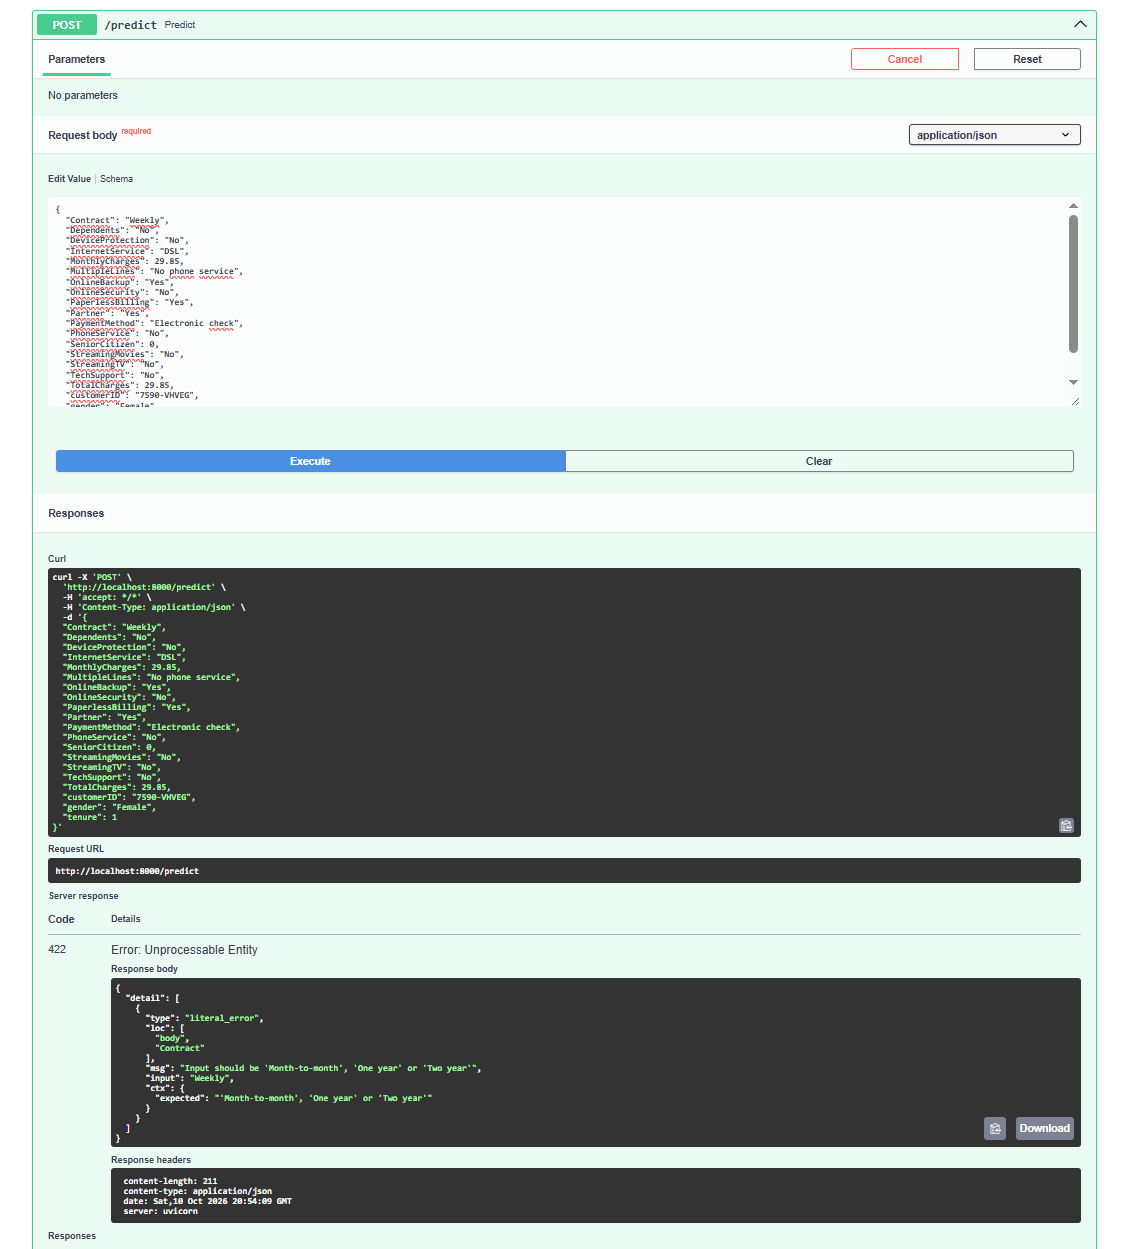 POST /predict Predict
Parameters
Cancel
Reset
No parameters
Request body required
application/json
Edit Value | Schema
{
  "Contract": "Weekly",
  "Dependents": "No",
  "DeviceProtection": "No",
  "InternetService": "DSL",
  "MonthlyCharges": 29.85,
  "MultipleLines": "No phone service",
  "OnlineBackup": "Yes",
  "OnlineSecurity": "No",
  "PaperlessBilling": "Yes",
  "Partner": "Yes",
  "PaymentMethod": "Electronic check",
  "PhoneService": "No",
  "SeniorCitizen": 0,
  "StreamingMovies": "No",
  "StreamingTV": "No",
  "TechSupport": "No",
  "TotalCharges": 29.85,
  "customerID": "7590-VHVEG",
  "gender": "Female"
Execute
Clear
Responses
Curl
curl -X 'POST' \
  'http://localhost:8000/predict' \
  -H 'accept: */*' \
  -H 'Content-Type: application/json' \
  -d '{
  "Contract": "Weekly",
  "Dependents": "No",
  "DeviceProtection": "No",
  "InternetService": "DSL",
  "MonthlyCharges": 29.85,
  "MultipleLines": "No phone service",
  "OnlineBackup": "Yes",
  "OnlineSecurity": "No",
  "PaperlessBilling": "Yes",
  "Partner": "Yes",
  "PaymentMethod": "Electronic check",
  "PhoneService": "No",
  "SeniorCitizen": 0,
  "StreamingMovies": "No",
  "StreamingTV": "No",
  "TechSupport": "No",
  "TotalCharges": 29.85,
  "customerID": "7590-VHVEG",
  "gender": "Female",
  "tenure": 1
}'
Request URL
http://localhost:8000/predict
Server response
Code Details
422 Error: Unprocessable Entity
Response body
{
  "detail": [
    {
      "type": "literal_error",
      "loc": [
        "body",
        "Contract"
      ],
      "msg": "Input should be 'Month-to-month', 'One year' or 'Two year'",
      "input": "Weekly",
      "ctx": {
        "expected": "'Month-to-month', 'One year' or 'Two year'"
      }
    }
  ]
}
Download
Response headers
content-length: 211
content-type: application/json
date: Sat,10 Oct 2026 20:54:09 GMT
server: uvicorn
Responses